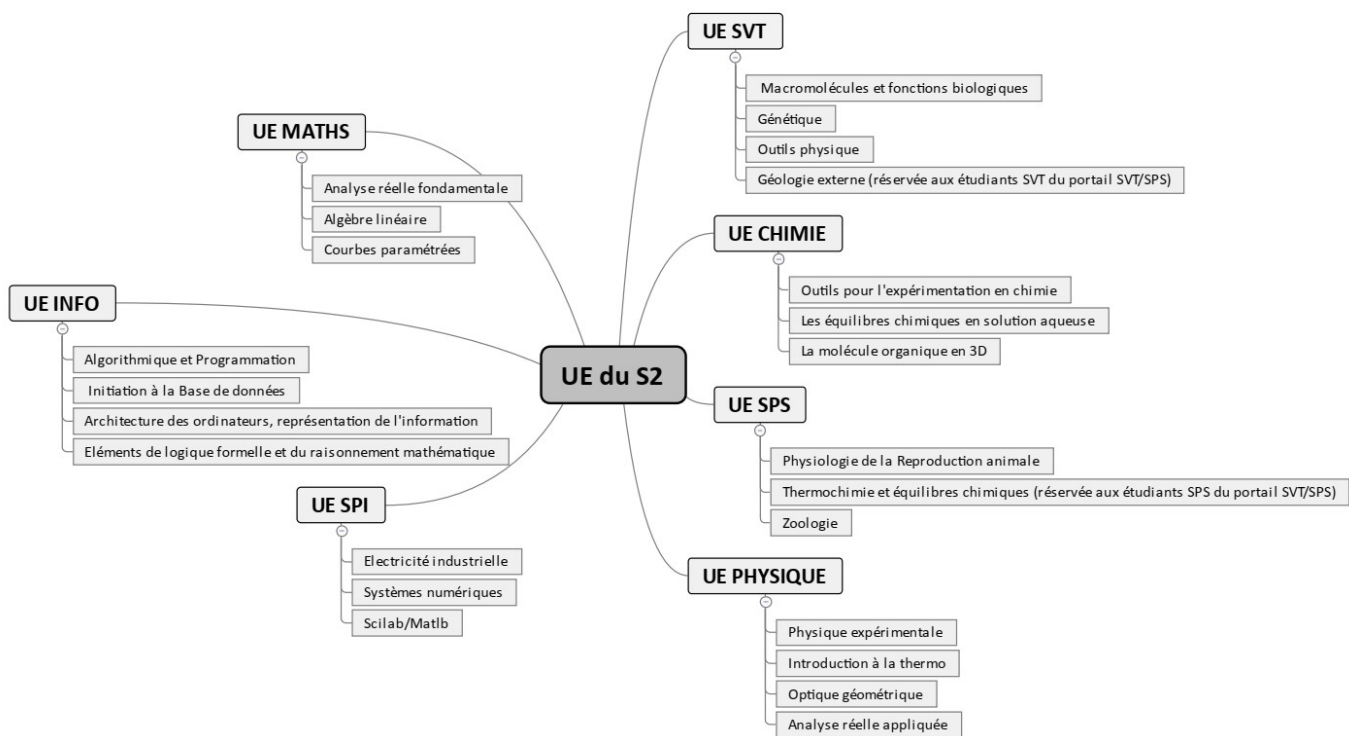 UE du S2
UE MATHS
Analyse réelle fondamentale
Algèbre linéaire
Courbes paramétrées
UE INFO
Algorithmique et Programmation
Initiation à la Base de données
Architecture des ordinateurs, représentation de l'information
Eléments de logique formelle et du raisonnement mathématique
UE SPI
Electricité industrielle
Systèmes numériques
Scilab/Matlb
UE SVT
Macromolécules et fonctions biologiques
Génétique
Outils physique
Géologie externe (réservée aux étudiants SVT du portail SVT/SPS)
UE CHIMIE
Outils pour l'expérimentation en chimie
Les équilibres chimiques en solution aqueuse
La molécule organique en 3D
UE SPS
Physiologie de la Reproduction animale
Thermochimie et équilibres chimiques (réservée aux étudiants SPS du portail SVT/SPS)
Zoologie
UE PHYSIQUE
Physique expérimentale
Introduction à la thermo
Optique géométrique
Analyse réelle appliquée